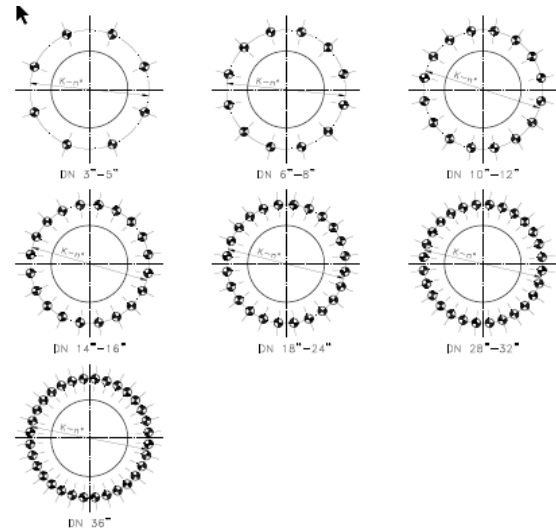 K-n*
K-n*
K-n*
DN 3"-5"
DN 6"-8"
DN 10"-12"
K-n*
K-n*
K-n*
DN 14"-16"
DN 18"-24"
DN 28"-32"
K-n*
DN 36"